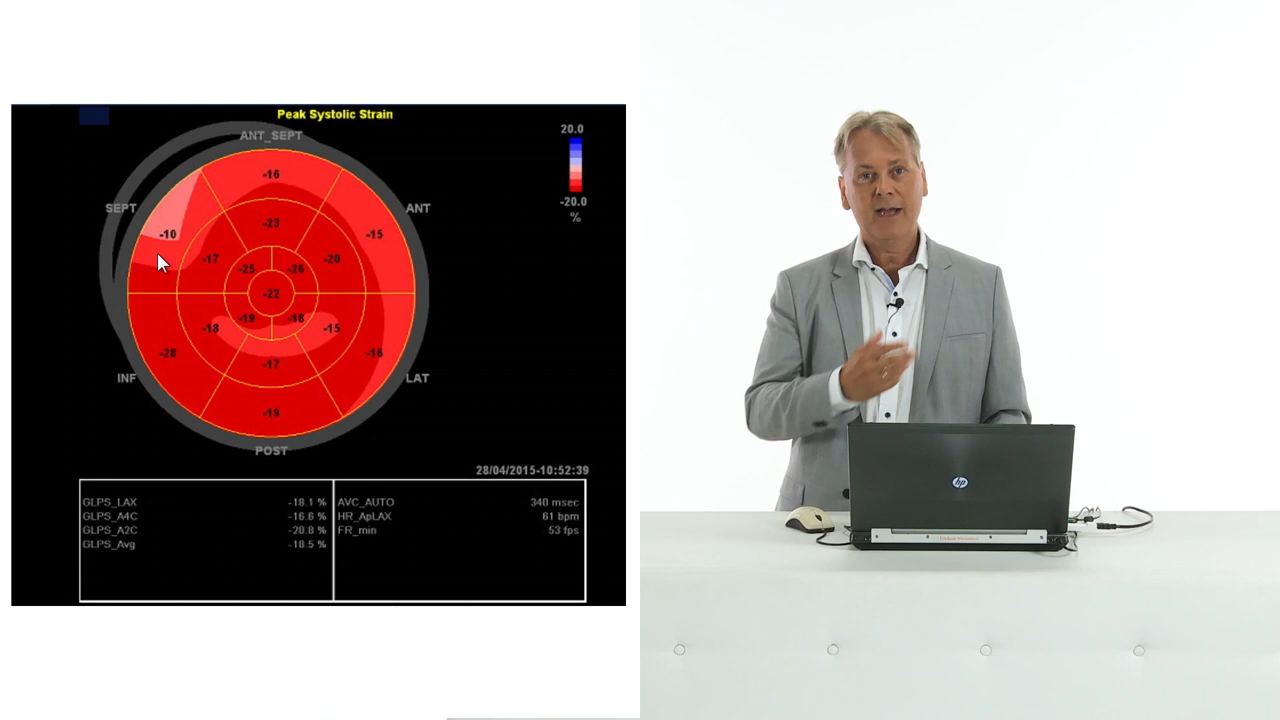 Peak Systolic Strain
ANT_SEPT
20.0
-20.0
%
SEPT
ANT
-16
-10
-23
-15
-17
-20
-25
-26
-22
-18
-19
-18
-15
-28
-17
-16
-19
INF
LAT
POST
28/04/2015-10:52:39
GLPS_LAX -18.1 %
GLPS_A4C -16.6 %
GLPS_A2C -20.8 %
GLPS_Avg -18.5 %
AVC_AUTO 340 msec
HR_ApLAX 61 bpm
FR_min 53 fps
hp